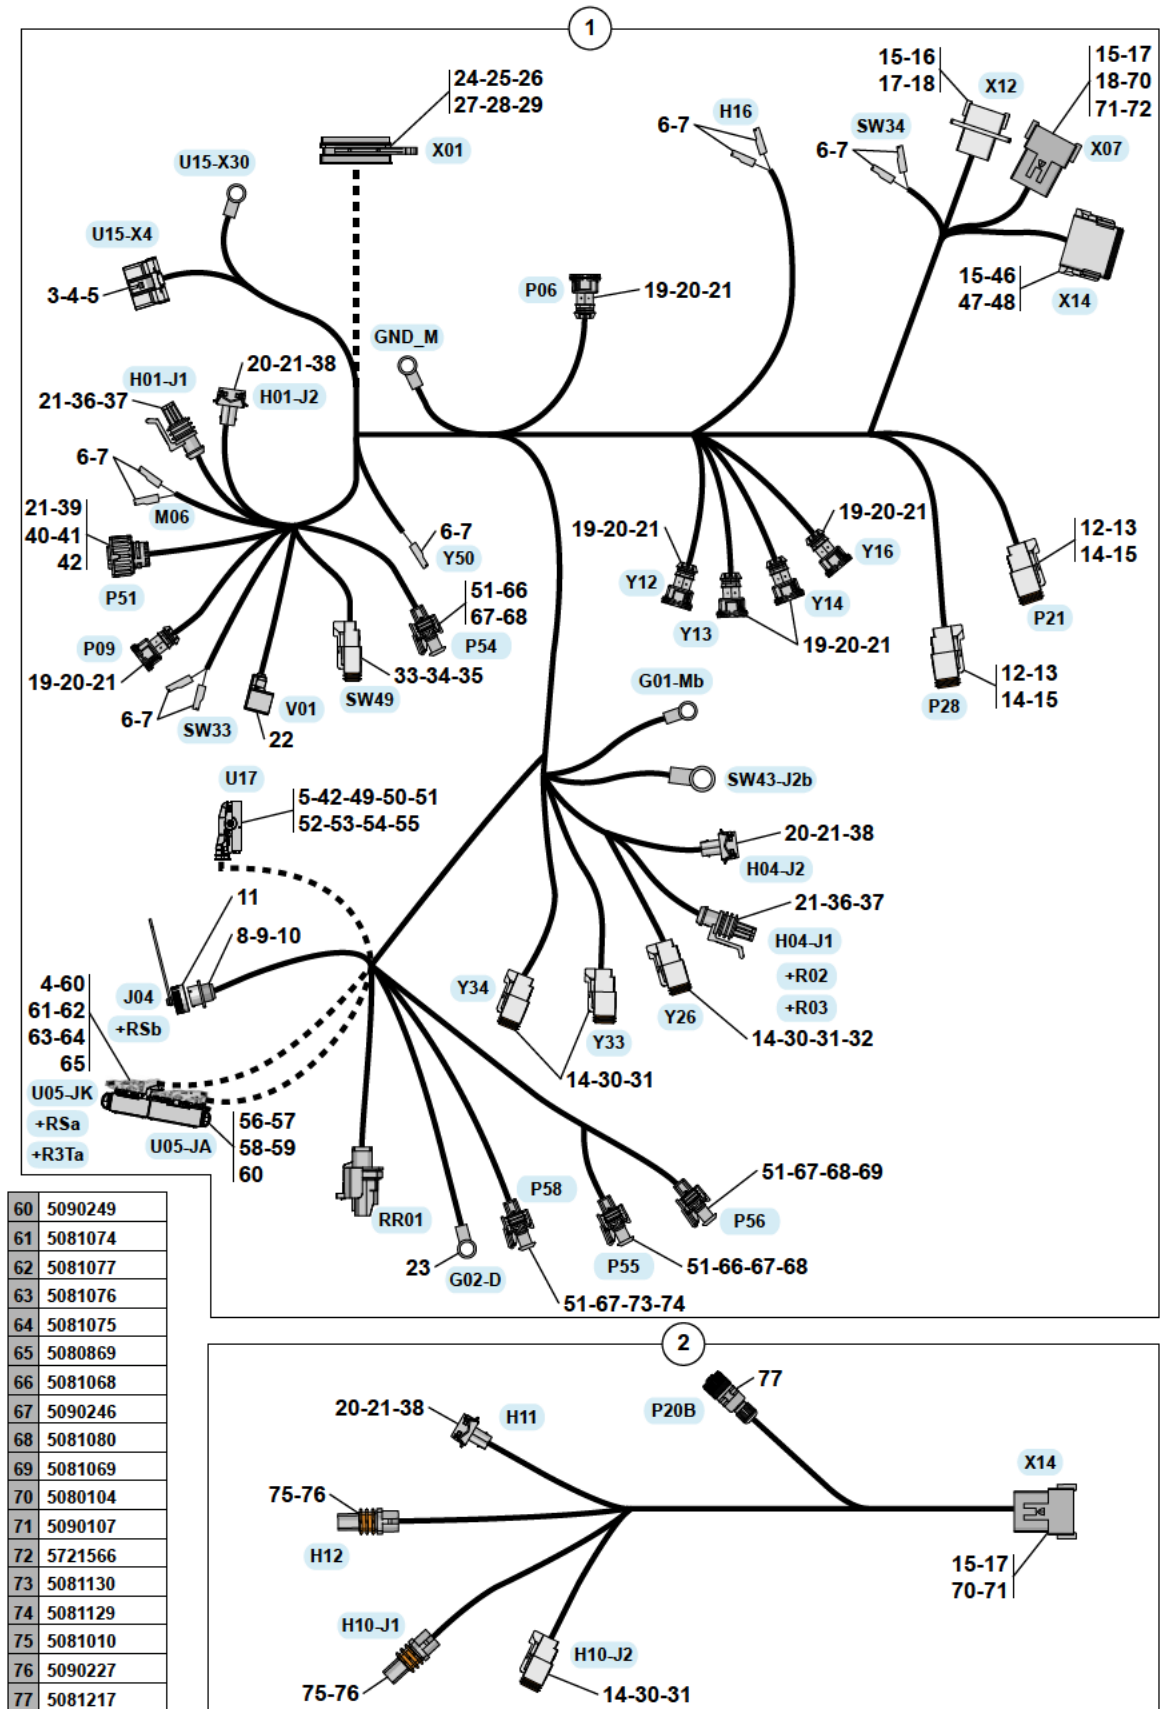 1
24-25-26
27-28-29
X01
15-16
17-18
X12
15-17
18-70
71-72
X07
H16
6-7
SW34
6-7
U15-X30
U15-X4
3-4-5
P06
19-20-21
15-46
47-48
X14
GND_M
20-21-38
H01-J1
H01-J2
21-36-37
6-7
M06
21-39
40-41
42
P51
6-7
Y50
19-20-21
Y16
19-20-21
Y12
Y13
Y14
19-20-21
12-13
14-15
P21
51-66
67-68
P54
P09
19-20-21
33-34-35
SW49
6-7
SW33
V01
22
G01-Mb
P28
12-13
14-15
U17
5-42-49-50-51
52-53-54-55
SW43-J2b
20-21-38
H04-J2
11
8-9-10
21-36-37
H04-J1
+R02
+R03
J04
+RSb
4-60
61-62
63-64
65
Y34
Y33
Y26
14-30-31-32
14-30-31
U05-JK
+RSa
+R3Ta
U05-JA
56-57
58-59
60
RR01
23
G02-D
P58
51-67-73-74
P55
51-66-67-68
51-67-68-69
P56
60 5090249
61 5081074
62 5081077
63 5081076
64 5081075
65 5080869
66 5081068
67 5090246
68 5081080
69 5081069
70 5080104
71 5090107
72 5721566
73 5081130
74 5081129
75 5081010
76 5090227
77 5081217
2
77
P20B
20-21-38
H11
X14
75-76
H12
15-17
70-71
H10-J1
75-76
H10-J2
14-30-31